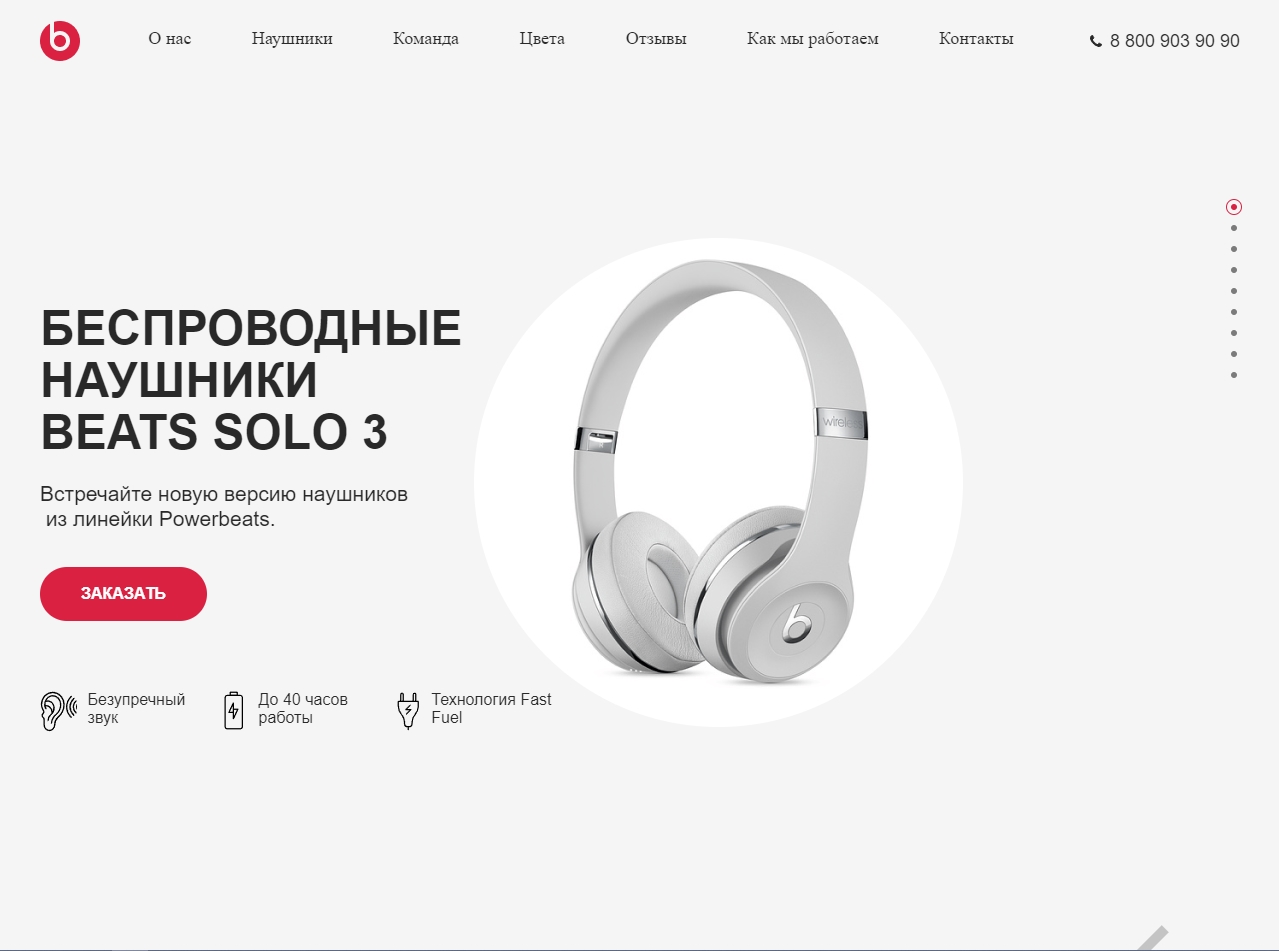 О нас
Наушники
Команда
Цвета
Отзывы
Как мы работаем
Контакты
8 800 903 90 90
БЕСПРОВОДНЫЕ
НАУШНИКИ
BEATS SOLO 3
Встречайте новую версию наушников
из линейки Powerbeats.
ЗАКАЗАТЬ
Безупречный
звук
До 40 часов
работы
Технология Fast
Fuel